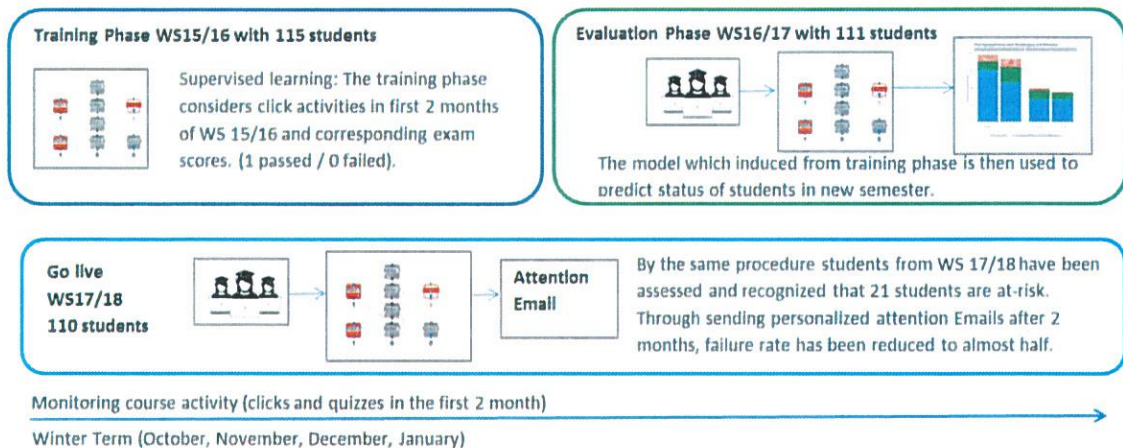 Training Phase WS15/16 with 115 students
Supervised learning: The training phase
considers click activities in first 2 months
of WS 15/16 and corresponding exam
scores. (1 passed / 0 failed).
Evaluation Phase WS16/17 with 111 students
The model which induced from training phase is then used to
predict status of students in new semester.
Go live
WS17/18
110 students
Attention
Email
By the same procedure students from WS 17/18 have been
assessed and recognized that 21 students are at-risk.
Through sending personalized attention Emails after 2
months, failure rate has been reduced to almost half.
Monitoring course activity (clicks and quizzes in the first 2 month)
Winter Term (October, November, December, January)